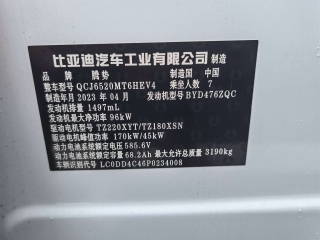 比亚迪汽车工业有限公司 制造
品牌 腾势 制造国 中国
整车型号 QCJ6520MT6HEV4 乘坐人数 7
制造年月 2023 年 04 月 发动机型号 BYD476ZQC
发动机排量 1497mL
发动机最大净功率 96kW
驱动电机型号 TZ220XYT/TZ180XSN
驱动电机峰值功率 170kW/45kW
动力电池系统额定电压 585.6V
动力电池系统额定容量 68.2Ah 最大允许总质量 3190kg
车辆识别代号 LC0DD4C46P0234008